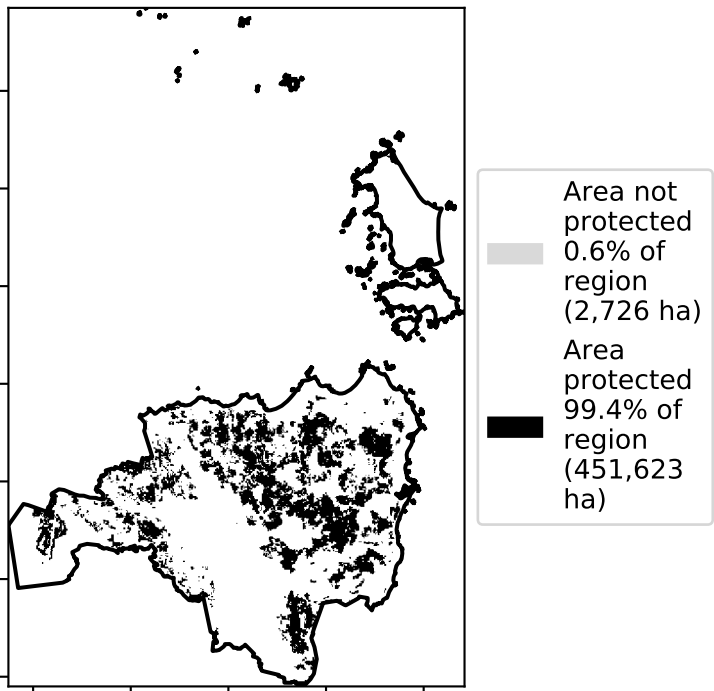 Area not
protected
0.6% of
region
(2,726 ha)
Area
protected
99.4% of
region
(451,623
ha)